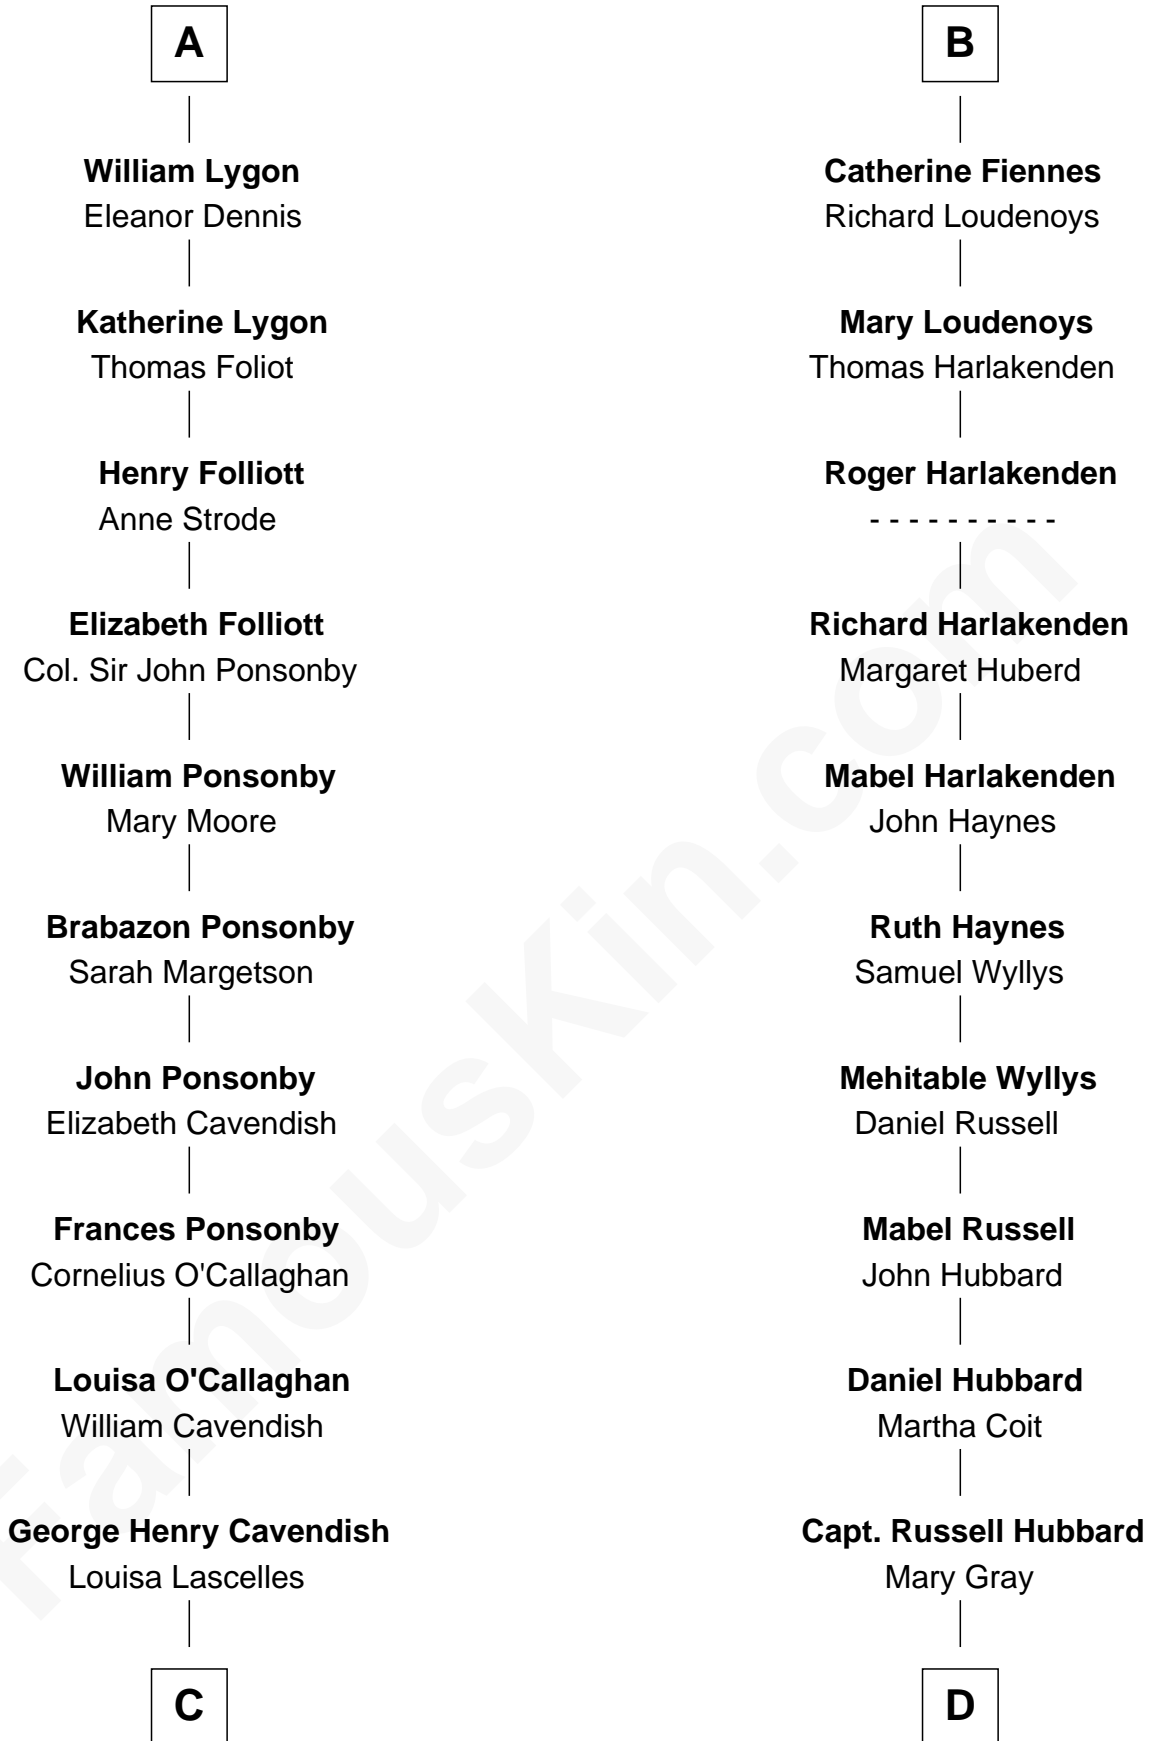 A
William Lygon
Eleanor Dennis
Katherine Lygon
Thomas Foliot
Henry Folliott
Anne Strode
Elizabeth Folliott
Col. Sir John Ponsonby
William Ponsonby
Mary Moore
Brabazon Ponsonby
Sarah Margetson
John Ponsonby
Elizabeth Cavendish
Frances Ponsonby
Cornelius O'Callaghan
Louisa O'Callaghan
William Cavendish
George Henry Cavendish
Louisa Lascelles
C
B
Catherine Fiennes
Richard Loudenoys
Mary Loudenoys
Thomas Harlakenden
Roger Harlakenden
- - - - - - - - - -
Richard Harlakenden
Margaret Huberd
Mabel Harlakenden
John Haynes
Ruth Haynes
Samuel Wyllys
Mehitable Wyllys
Daniel Russell
Mabel Russell
John Hubbard
Daniel Hubbard
Martha Coit
Capt. Russell Hubbard
Mary Gray
D
FamousKin.com